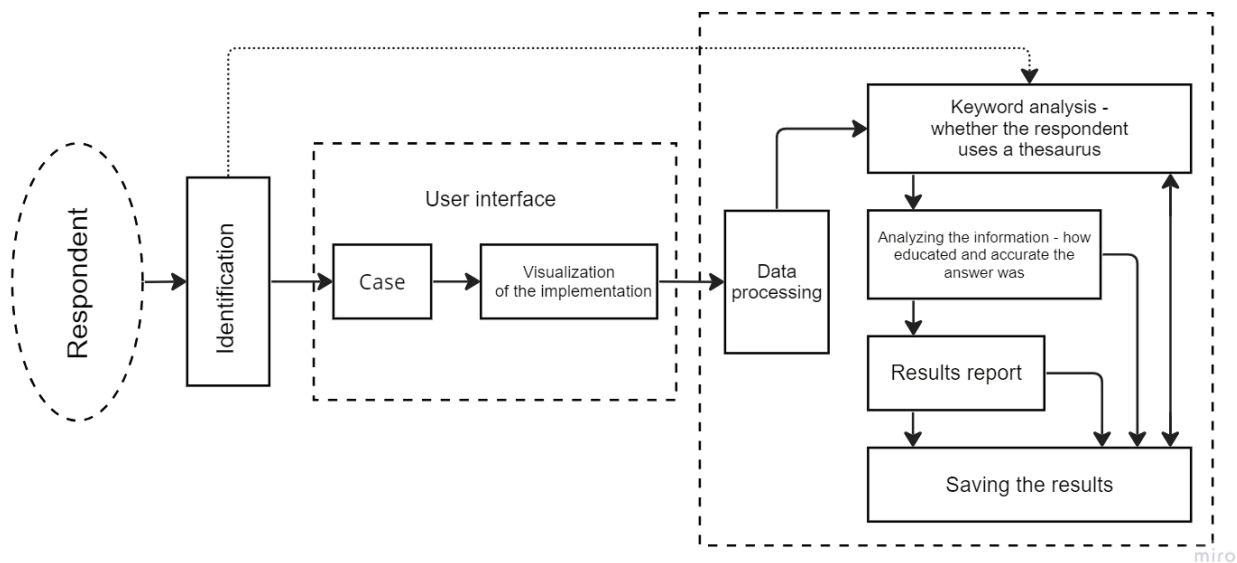 Respondent
Identification
User interface
Case
Visualization
of the implementation
Data
processing
Keyword analysis -
whether the respondent
uses a thesaurus
Analyzing the information - how
educated and accurate the
answer was
Results report
Saving the results
miro